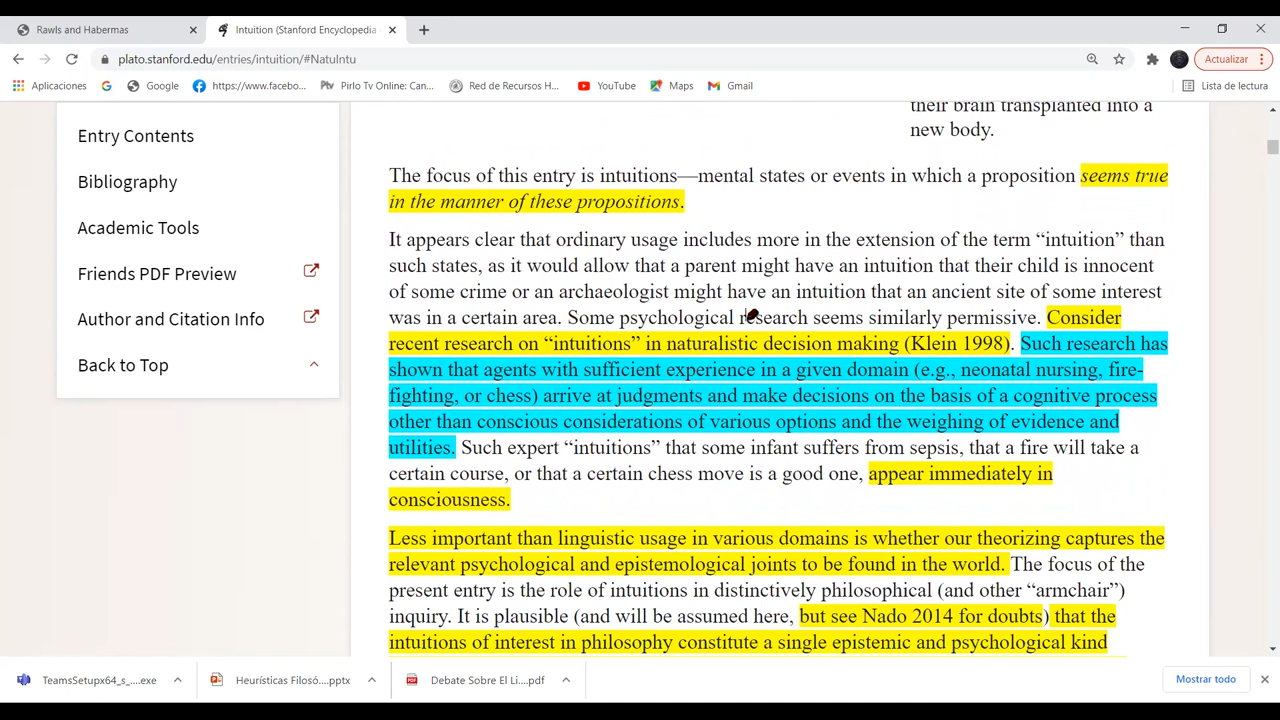 Rawls and Habermas
Intuition (Stanford Encyclopedia
plato.stanford.edu/entries/intuition/#NatuIntu
Actualizar
Aplicaciones
Google
https://www.facebo...
Pirlo Tv Online: Can...
Red de Recursos H...
YouTube
Maps
Gmail
Lista de lectura
Entry Contents
Bibliography
Academic Tools
Friends PDF Preview
Author and Citation Info
Back to Top
their brain transplanted into a
new body.
The focus of this entry is intuitions—mental states or events in which a proposition seems true
in the manner of these propositions.
It appears clear that ordinary usage includes more in the extension of the term “intuition” than
such states, as it would allow that a parent might have an intuition that their child is innocent
of some crime or an archaeologist might have an intuition that an ancient site of some interest
was in a certain area. Some psychological research seems similarly permissive. Consider
recent research on “intuitions” in naturalistic decision making (Klein 1998). Such research has
shown that agents with sufficient experience in a given domain (e.g., neonatal nursing, fire-
fighting, or chess) arrive at judgments and make decisions on the basis of a cognitive process
other than conscious considerations of various options and the weighing of evidence and
utilities. Such expert “intuitions” that some infant suffers from sepsis, that a fire will take a
certain course, or that a certain chess move is a good one, appear immediately in
consciousness.
Less important than linguistic usage in various domains is whether our theorizing captures the
relevant psychological and epistemological joints to be found in the world. The focus of the
present entry is the role of intuitions in distinctively philosophical (and other “armchair”)
inquiry. It is plausible (and will be assumed here, but see Nado 2014 for doubts) that the
intuitions of interest in philosophy constitute a single epistemic and psychological kind
TeamsSetupx64_s_....exe
Heurísticas Filosó....pptx
Debate Sobre El Li....pdf
Mostrar todo